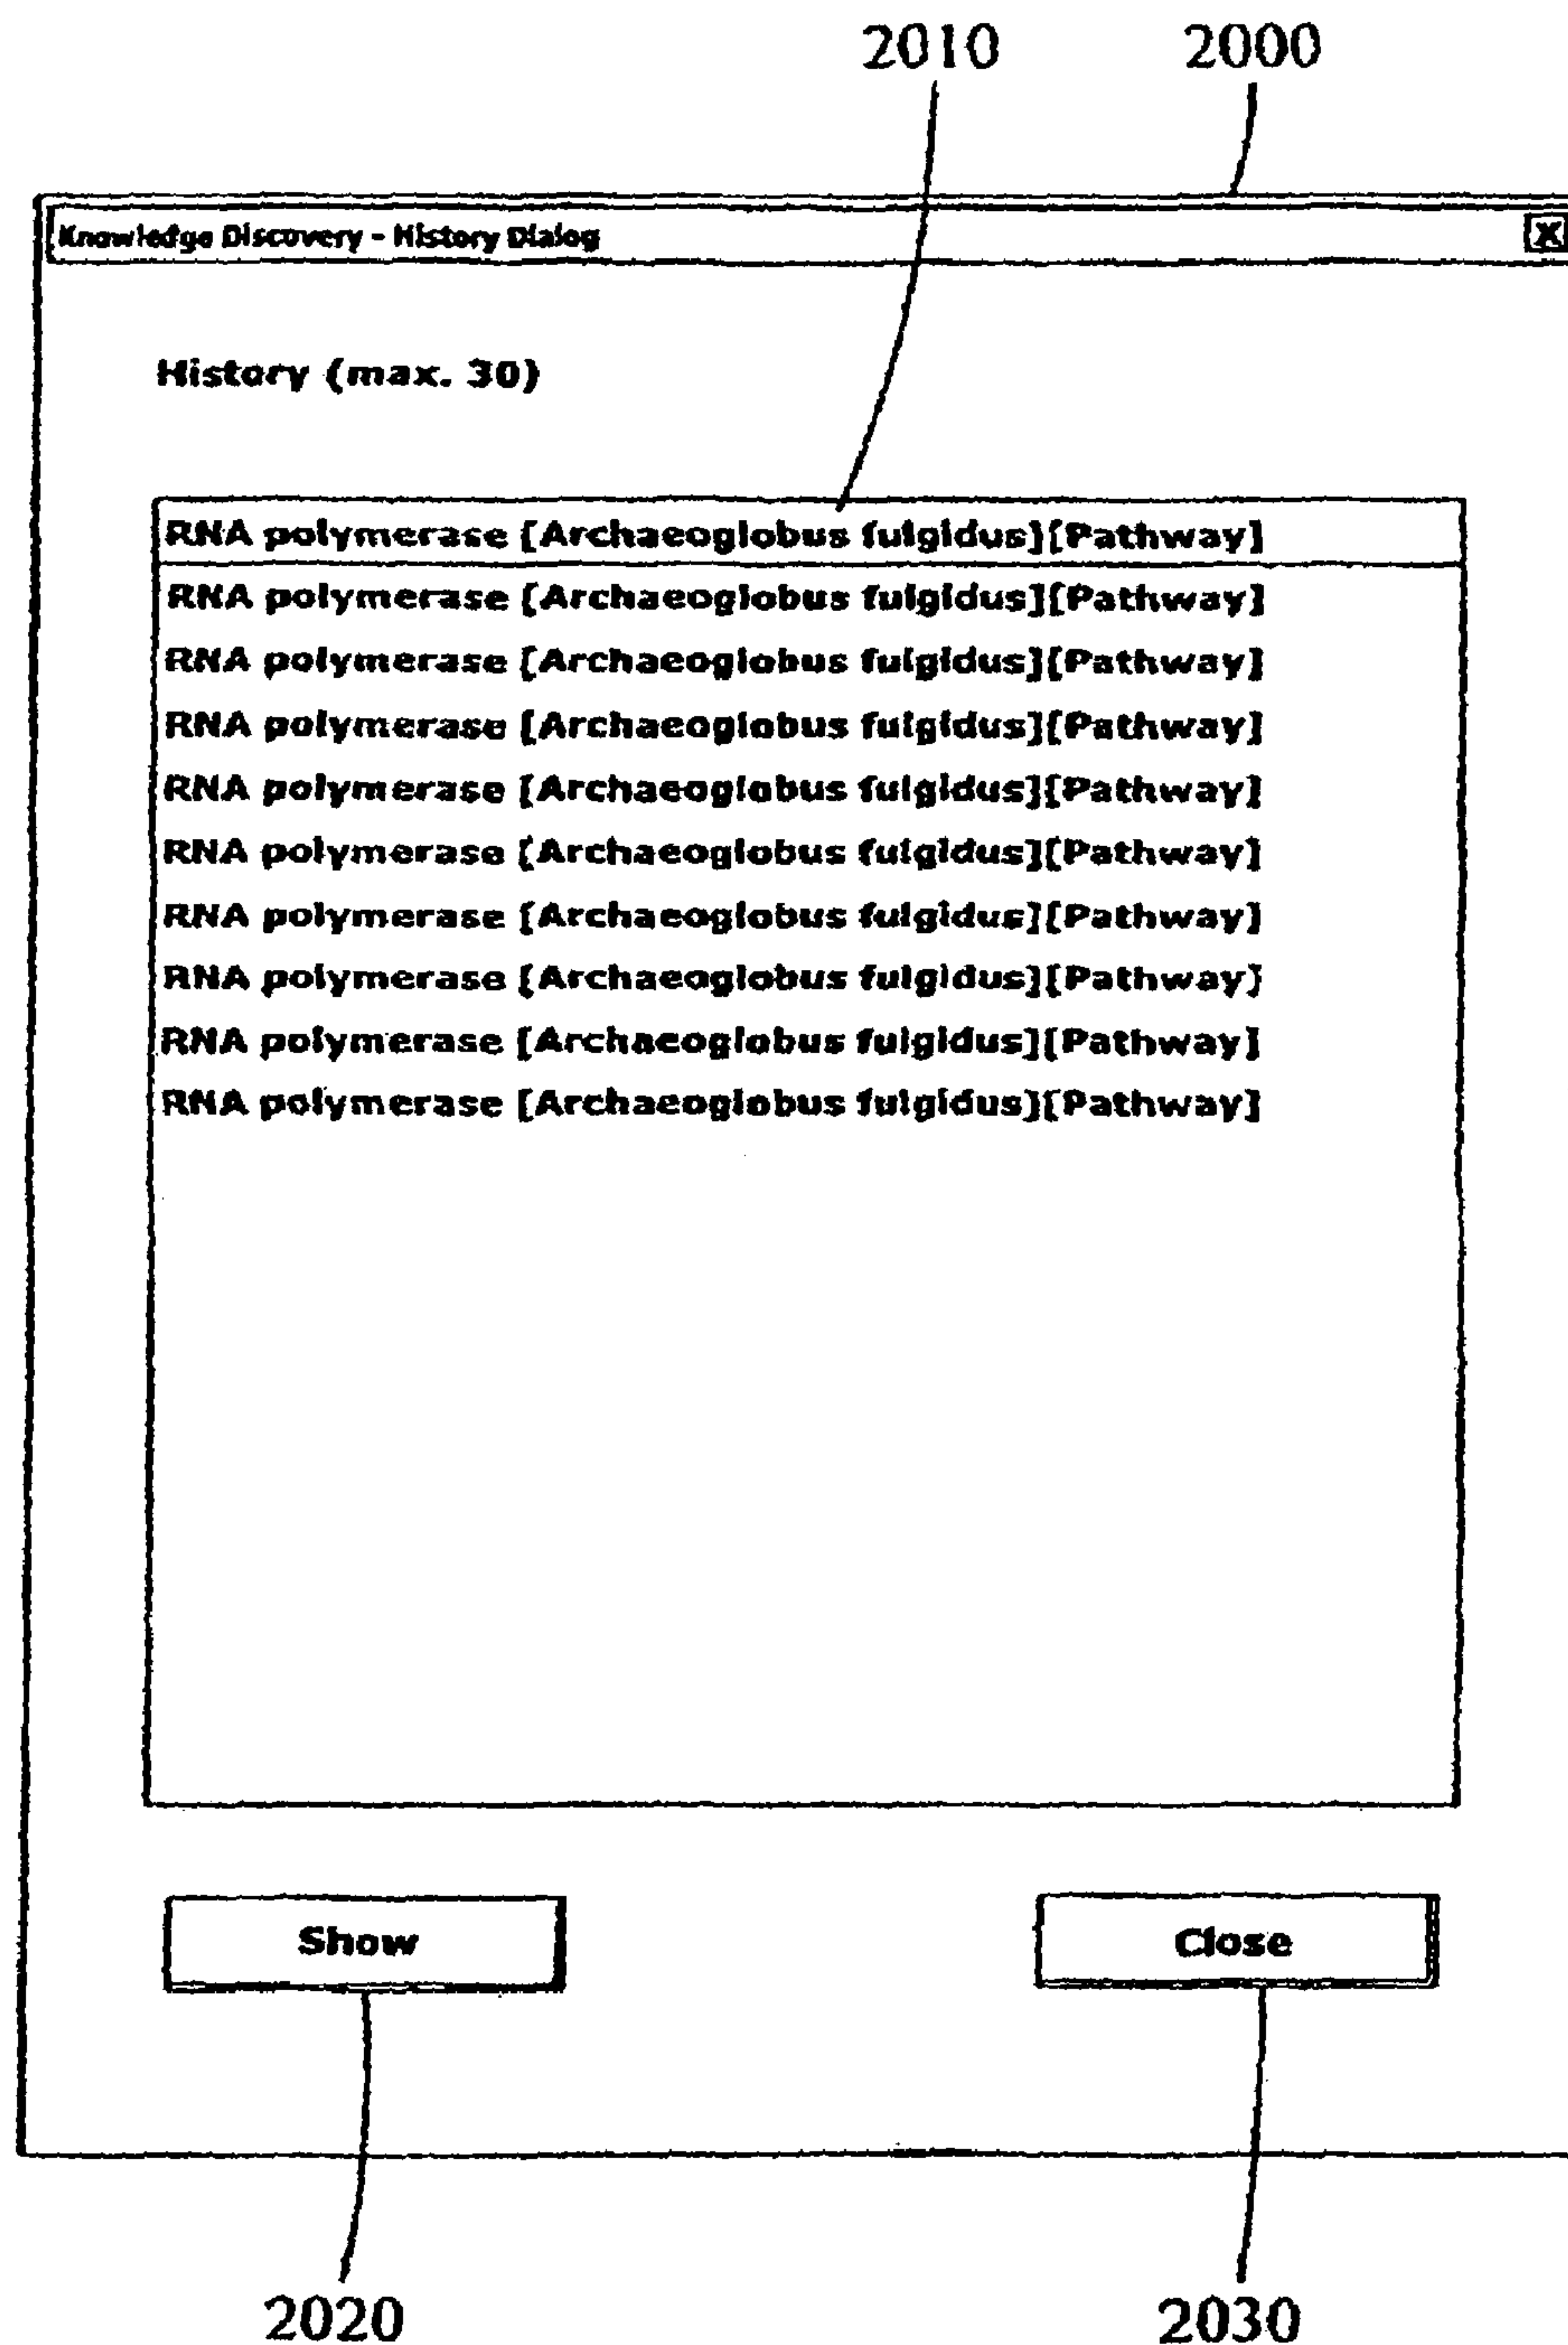 2010 2000
Knowledge Discovery - History Dialog X
History (max. 30)
RNA polymerase [Archaeoglobus fulgidus][Pathway]
RNA polymerase [Archaeoglobus fulgidus][Pathway]
RNA polymerase [Archaeoglobus fulgidus][Pathway]
RNA polymerase [Archaeoglobus fulgidus][Pathway]
RNA polymerase [Archaeoglobus fulgidus][Pathway]
RNA polymerase [Archaeoglobus fulgidus][Pathway]
RNA polymerase [Archaeoglobus fulgidus][Pathway]
RNA polymerase [Archaeoglobus fulgidus][Pathway]
RNA polymerase [Archaeoglobus fulgidus][Pathway]
RNA polymerase [Archaeoglobus fulgidus][Pathway]
Show Close
2020 2030